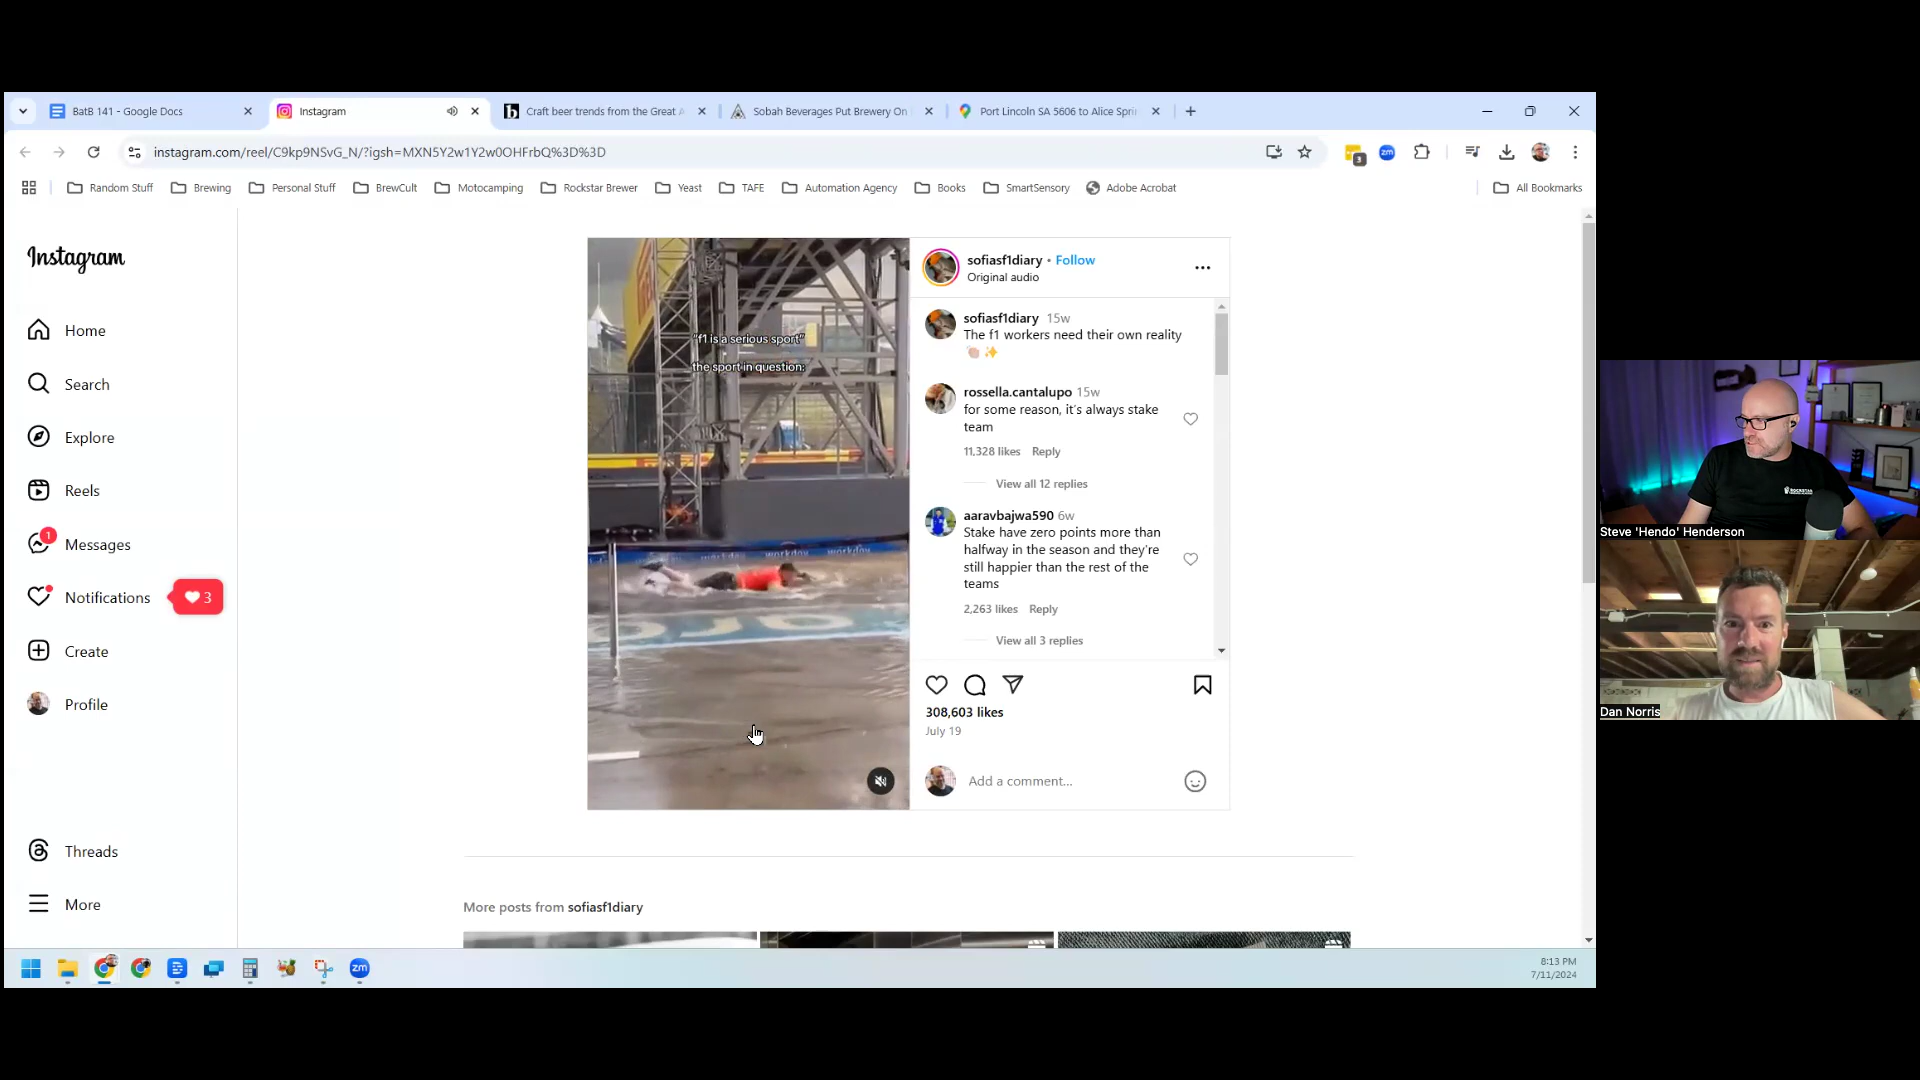 BatB 141 - Google Docs
Instagram
Craft beer trends from the Great A
Sobah Beverages Put Brewery On
Port Lincoln SA 5606 to Alice Spri
instagram.com/reel/C9kp9NSvG_N/?igsh=MXN5Y2w1Y2w0OHFrbQ%3D%3D
3
zm
Random Stuff
Brewing
Personal Stuff
BrewCult
Motocamping
Rockstar Brewer
Yeast
TAFE
Automation Agency
Books
SmartSensory
Adobe Acrobat
All Bookmarks
Instagram
Home
Search
Explore
Reels
1
Messages
Notifications
3
Create
Profile
Threads
More
"f1 is a serious sport"
the sport in question:
workday workday workday
sofiasf1diary • Follow
Original audio
sofiasf1diary 15w
The f1 workers need their own reality
👏🏼✨
rossella.cantalupo 15w
for some reason, it's always stake
team
11,328 likes Reply
View all 12 replies
aaravbajwa590 6w
Stake have zero points more than
halfway in the season and they're
still happier than the rest of the
teams
2,263 likes Reply
View all 3 replies
308,603 likes
July 19
Add a comment...
More posts from sofiasf1diary
zm
8:13 PM
7/11/2024
Steve 'Hendo' Henderson
Dan Norris